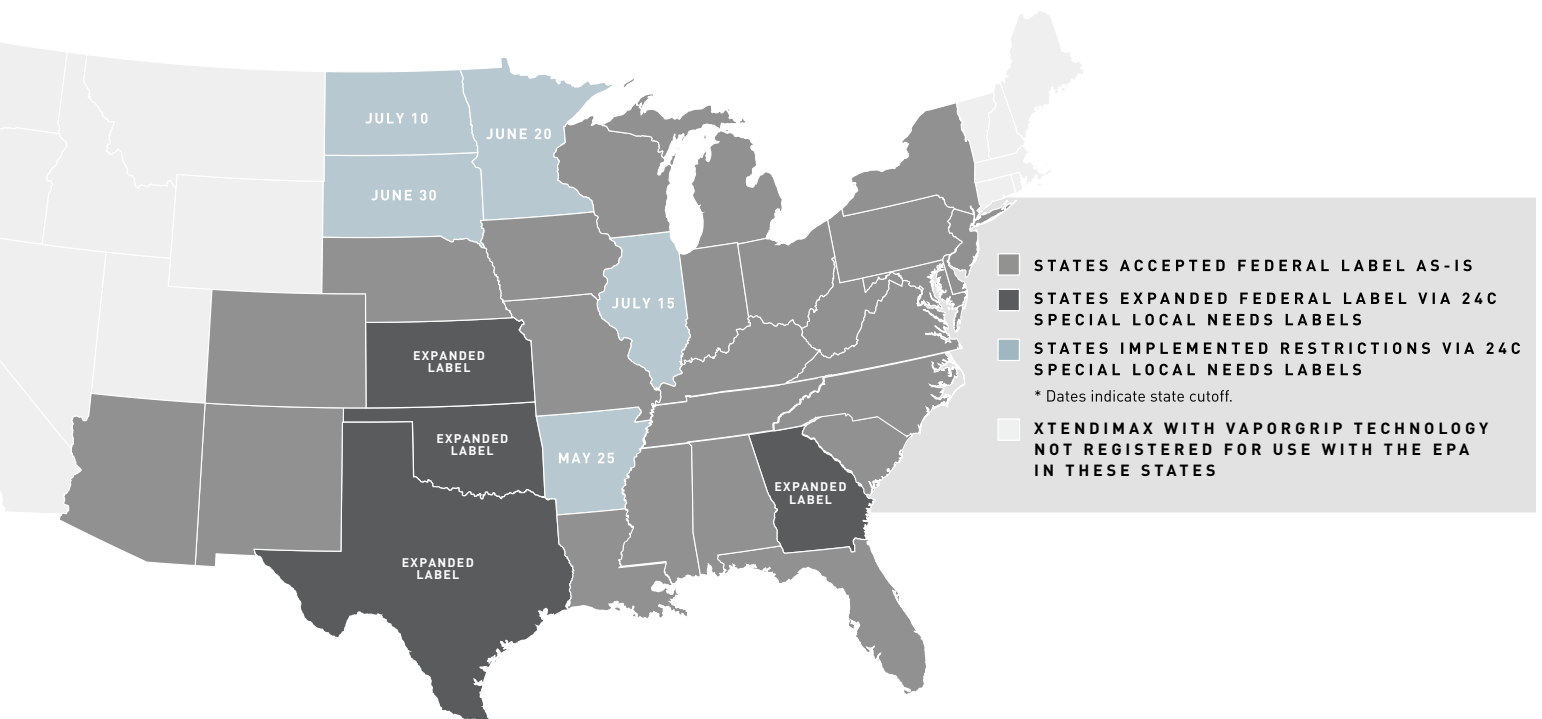 JULY 10
JUNE 20
JUNE 30
JULY 15
EXPANDED
LABEL
EXPANDED
LABEL
MAY 25
EXPANDED
LABEL
EXPANDED
LABEL
STATES ACCEPTED FEDERAL LABEL AS-IS
STATES EXPANDED FEDERAL LABEL VIA 24C
SPECIAL LOCAL NEEDS LABELS
STATES IMPLEMENTED RESTRICTIONS VIA 24C
SPECIAL LOCAL NEEDS LABELS
* Dates indicate state cutoff.
XTENDIMAX WITH VAPORGRIP TECHNOLOGY
NOT REGISTERED FOR USE WITH THE EPA
IN THESE STATES